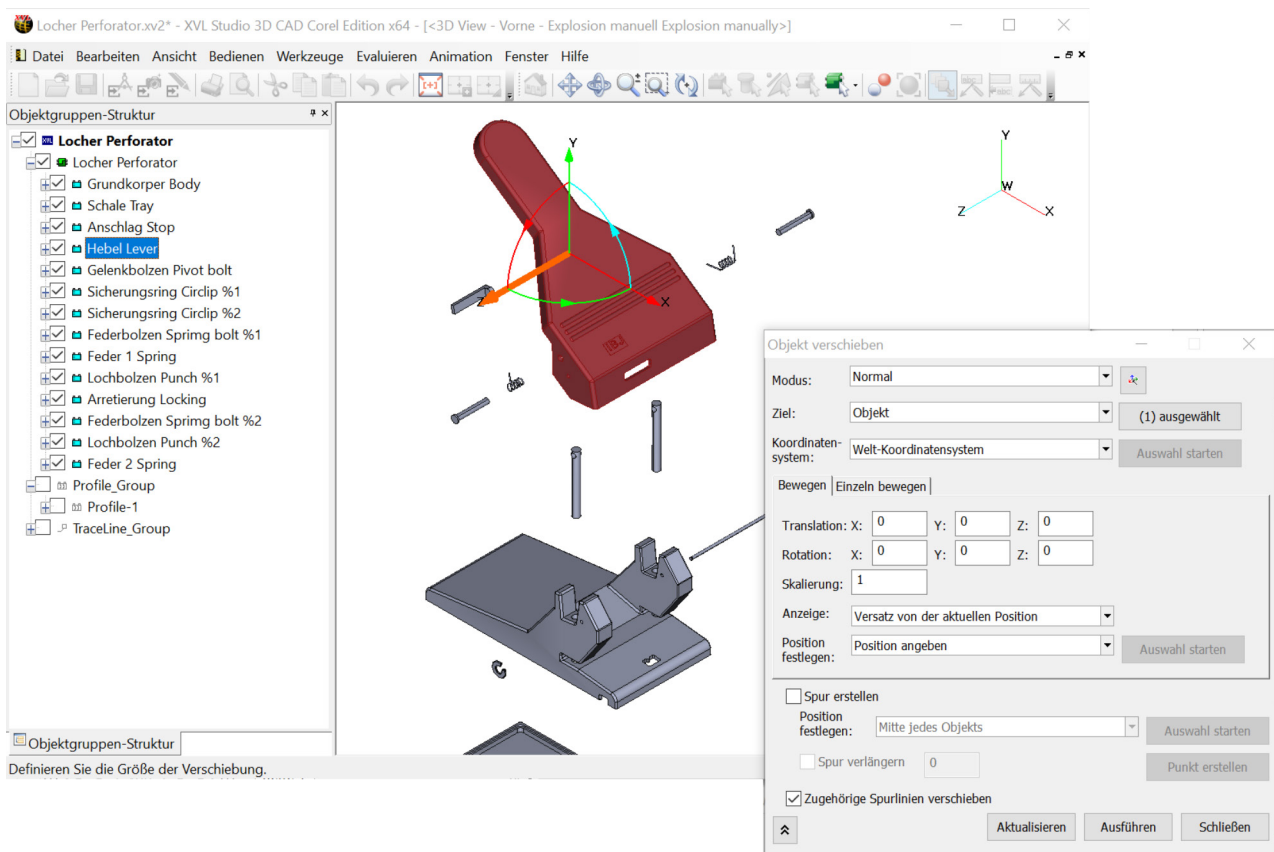 Locher Perforator.xv2* - XVL Studio 3D CAD Corel Edition x64 - [<3D View - Vorne - Explosion manuell Explosion manually>]
Datei Bearbeiten Ansicht Bedienen Werkzeuge Evaluieren Animation Fenster Hilfe
Objektgruppen-Struktur
Locher Perforator
Locher Perforator
Grundkorper Body
Schale Tray
Anschlag Stop
Hebel Lever
Gelenkbolzen Pivot bolt
Sicherungsring Circlip %1
Sicherungsring Circlip %2
Federbolzen Sprimg bolt %1
Feder 1 Spring
Lochbolzen Punch %1
Arretierung Locking
Federbolzen Sprimg bolt %2
Lochbolzen Punch %2
Feder 2 Spring
Profile_Group
Profile-1
TraceLine_Group
Objektgruppen-Struktur
Definieren Sie die Größe der Verschiebung.
Y
Z
X
Y
W
Z
X
Objekt verschieben
Modus: Normal
Ziel: Objekt (1) ausgewählt
Koordinaten-
system: Welt-Koordinatensystem Auswahl starten
Bewegen Einzeln bewegen
Translation: X: 0 Y: 0 Z: 0
Rotation: X: 0 Y: 0 Z: 0
Skalierung: 1
Anzeige: Versatz von der aktuellen Position
Position
festlegen: Position angeben Auswahl starten
Spur erstellen
Position
festlegen: Mitte jedes Objekts Auswahl starten
Spur verlängern 0 Punkt erstellen
Zugehörige Spurlinien verschieben
Aktualisieren Ausführen Schließen